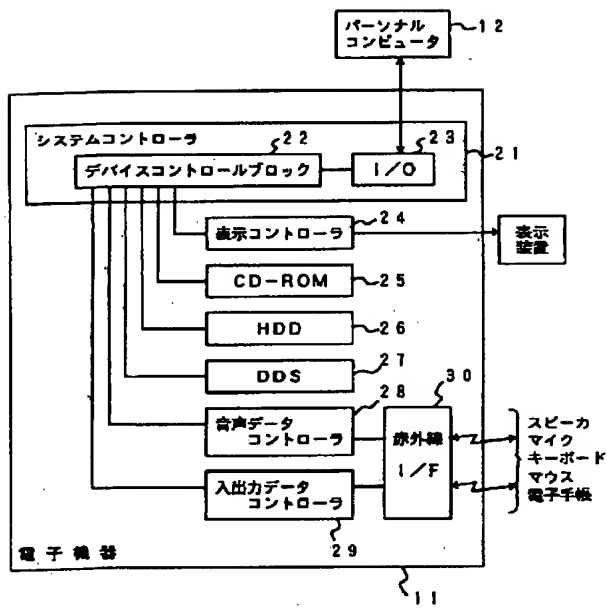 パーソナル
コンピュータ
12
システムコントローラ
22
23
デバイスコントロールブロック
I/O
21
24
表示コントローラ
表示
装置
CD-ROM
25
HDD
26
27
DDS
28
30
音声データ
コントローラ
赤外線
I/F
スピーカ
マイク
キーボード
マウス
電子手帳
入出力データ
コントローラ
29
電子機器
11